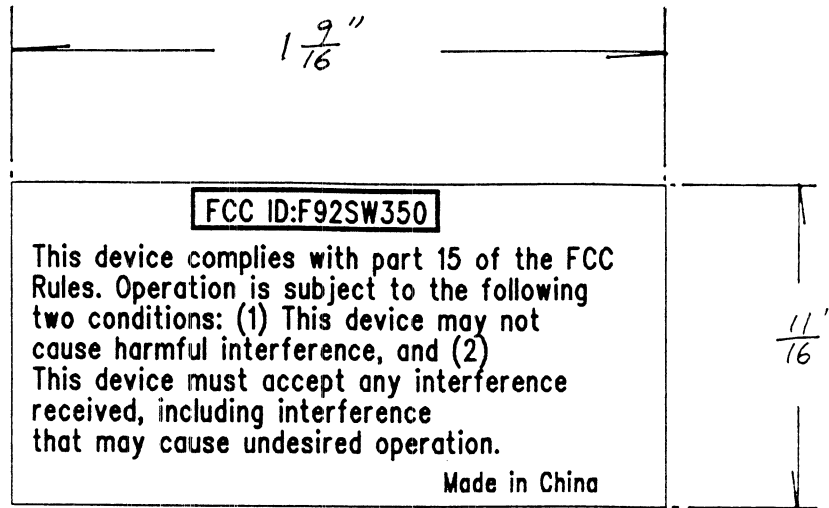 1 9/16"
FCC ID:F92SW350
This device complies with part 15 of the FCC
Rules. Operation is subject to the following
two conditions: (1) This device may not
cause harmful interference, and (2)
This device must accept any interference
received, including interference
that may cause undesired operation.
Made in China
11/16'